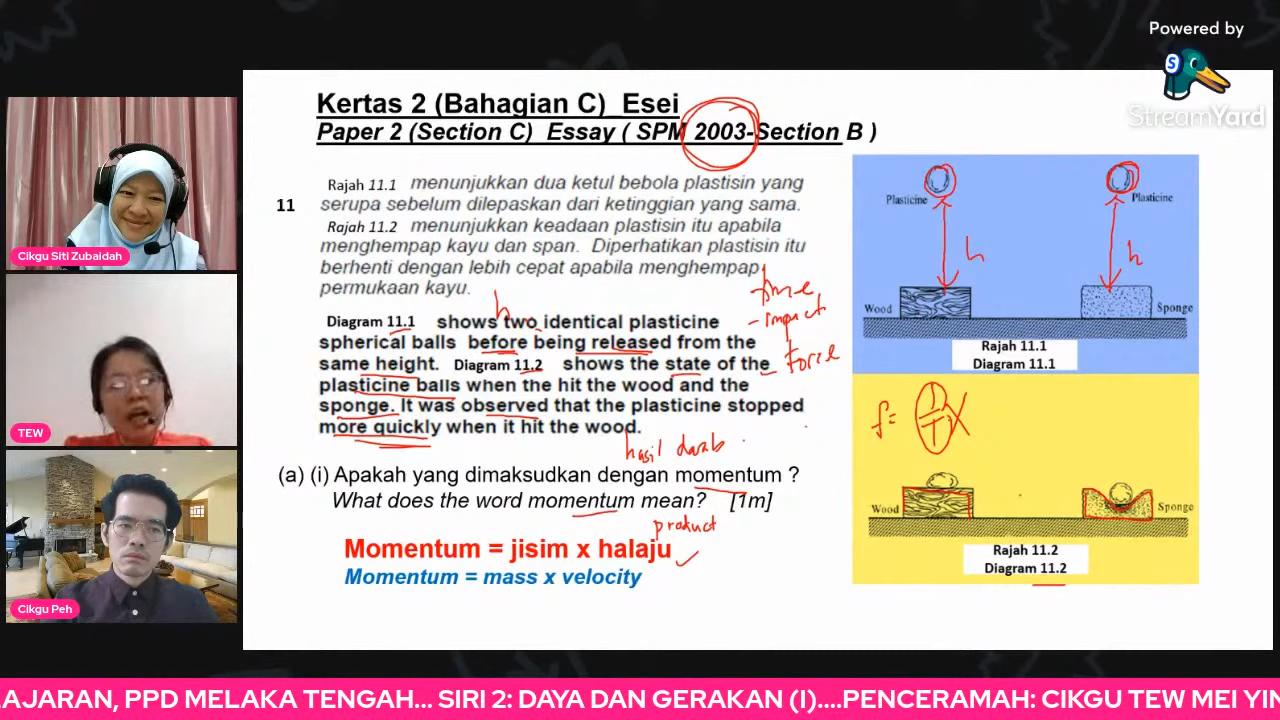 Powered by
StreamYard
Kertas 2 (Bahagian C)_Esei
Paper 2 (Section C)_Essay ( SPM 2003-Section B )
11
Rajah 11.1 menunjukkan dua ketul bebola plastisin yang
serupa sebelum dilepaskan dari ketinggian yang sama.
Rajah 11.2 menunjukkan keadaan plastisin itu apabila
menghempap kayu dan span. Diperhatikan plastisin itu
berhenti dengan lebih cepat apabila menghempap
permukaan kayu.
time
- impact
- Force
h
Diagram 11.1 shows two identical plasticine
spherical balls before being released from the
same height. Diagram 11.2 shows the state of the
plasticine balls when the hit the wood and the
sponge. It was observed that the plasticine stopped
more quickly when it hit the wood.
hasil darab
(a) (i) Apakah yang dimaksudkan dengan momentum ?
What does the word momentum mean? [1m]
product
Momentum = jisim x halaju
Momentum = mass x velocity
Plasticine
Plasticine
h
h
Wood
Sponge
Rajah 11.1
Diagram 11.1
f = 1/T
Wood
Sponge
Rajah 11.2
Diagram 11.2
Cikgu Siti Zubaidah
TEW
Cikgu Peh
AJARAN, PPD MELAKA TENGAH... SIRI 2: DAYA DAN GERAKAN (I)....PENCERAMAH: CIKGU TEW MEI YIN